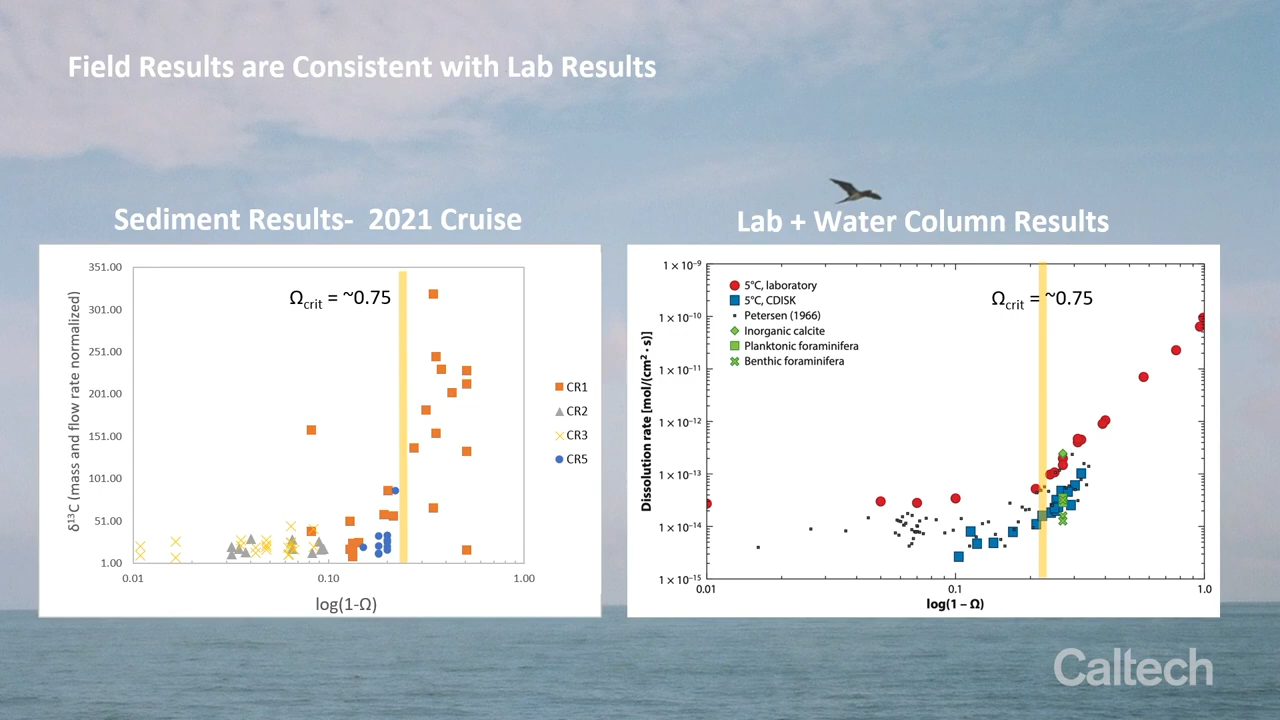 Field Results are Consistent with Lab Results
Sediment Results- 2021 Cruise
351.00
301.00
251.00
201.00
151.00
101.00
51.00
1.00
δ¹³C (mass and flow rate normalized)
Ωcrit = ~0.75
CR1
CR2
CR3
CR5
0.01
0.10
1.00
log(1-Ω)
Lab + Water Column Results
1 × 10⁻⁹
1 × 10⁻¹⁰
1 × 10⁻¹¹
1 × 10⁻¹²
1 × 10⁻¹³
1 × 10⁻¹⁴
1 × 10⁻¹⁵
Dissolution rate [mol/(cm² · s)]
5°C, laboratory
5°C, CDISK
Petersen (1966)
Inorganic calcite
Planktonic foraminifera
Benthic foraminifera
Ωcrit = ~0.75
0.01
0.1
1.0
log(1 – Ω)
Caltech